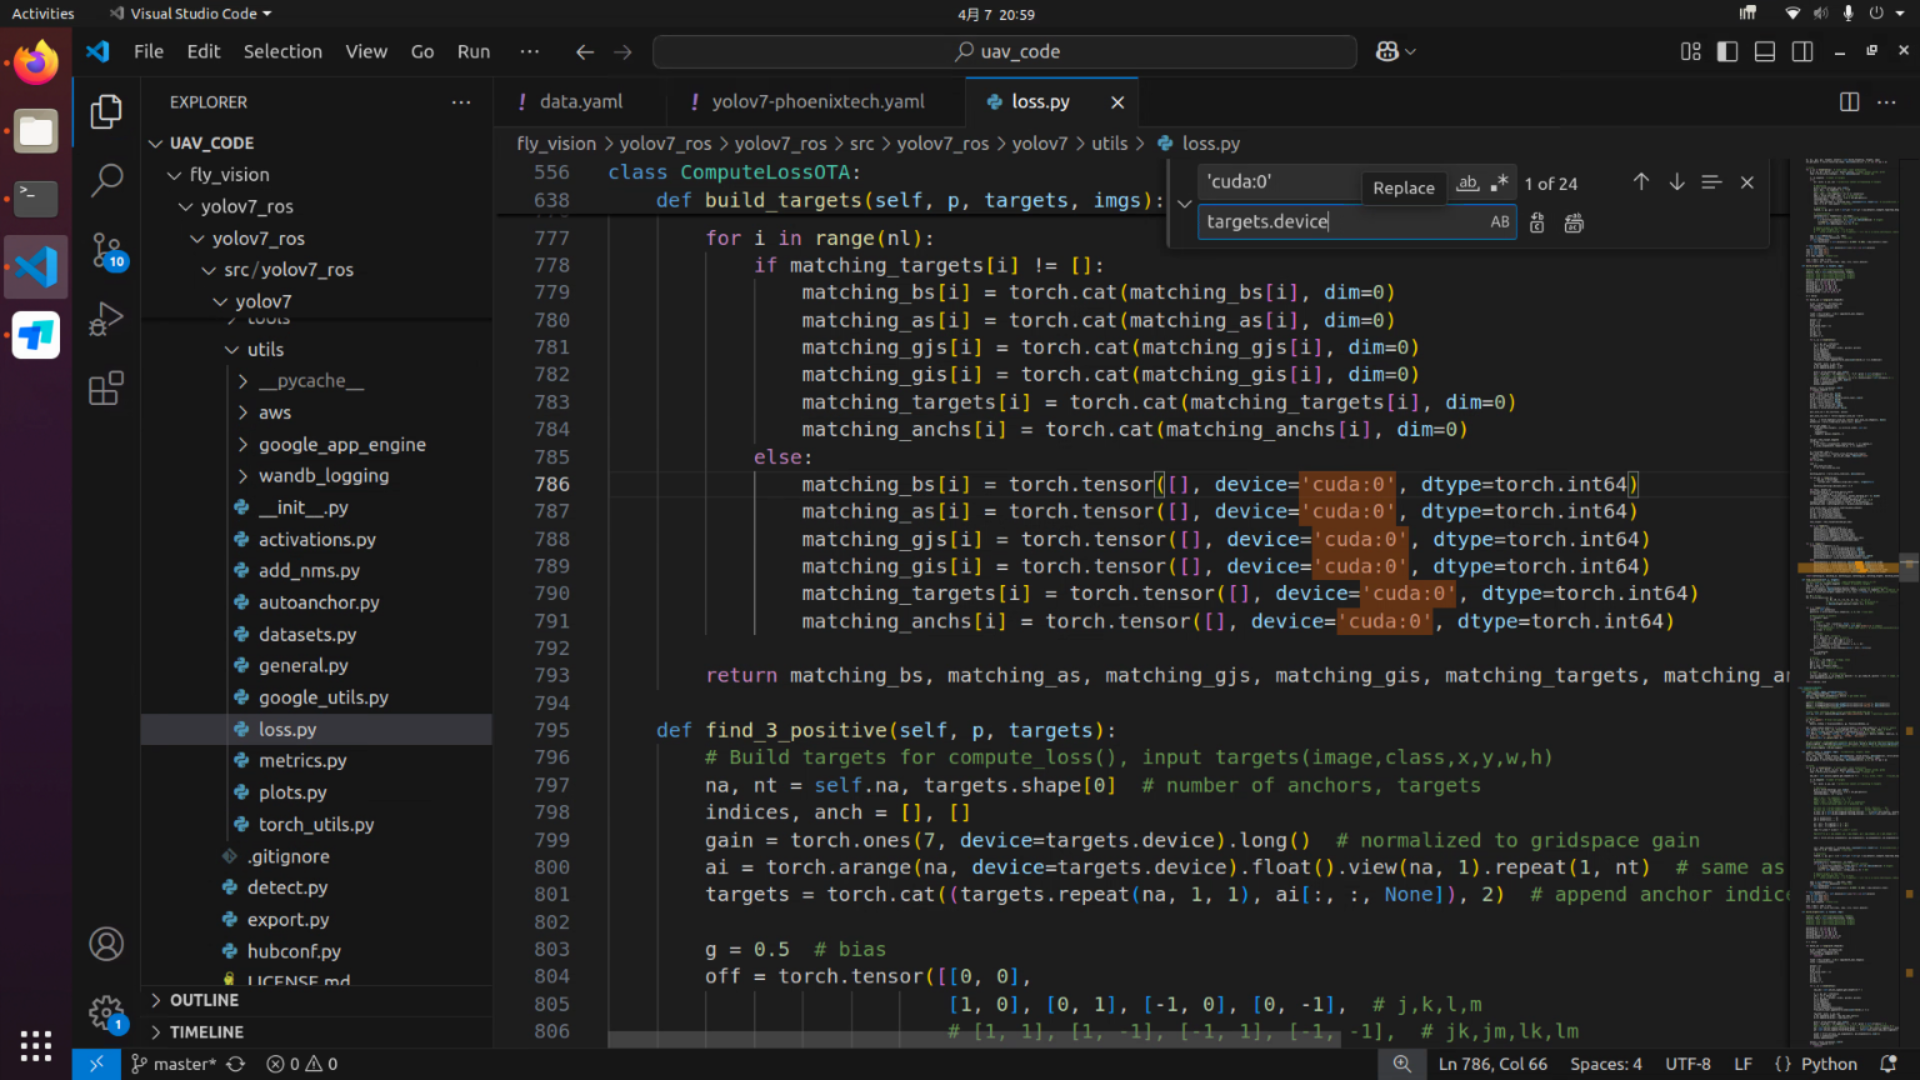 Activities
Visual Studio Code
4月 7 20:59
File Edit Selection View Go Run ...
uav_code
EXPLORER
data.yaml
yolov7-phoenixtech.yaml
loss.py
UAV_CODE
fly_vision > yolov7_ros > yolov7_ros > src > yolov7_ros > yolov7 > utils > loss.py
fly_vision
yolov7_ros
yolov7_ros
src/yolov7_ros
yolov7
tools
utils
__pycache__
aws
google_app_engine
wandb_logging
__init__.py
activations.py
add_nms.py
autoanchor.py
datasets.py
general.py
google_utils.py
loss.py
metrics.py
plots.py
torch_utils.py
.gitignore
detect.py
export.py
hubconf.py
LICENSE.md
OUTLINE
TIMELINE
10
1
'cuda:0'
Replace
ab
1 of 24
targets.device
AB
556 class ComputeLossOTA:
638 def build_targets(self, p, targets, imgs):
777 for i in range(nl):
778 if matching_targets[i] != []:
779 matching_bs[i] = torch.cat(matching_bs[i], dim=0)
780 matching_as[i] = torch.cat(matching_as[i], dim=0)
781 matching_gjs[i] = torch.cat(matching_gjs[i], dim=0)
782 matching_gis[i] = torch.cat(matching_gis[i], dim=0)
783 matching_targets[i] = torch.cat(matching_targets[i], dim=0)
784 matching_anchs[i] = torch.cat(matching_anchs[i], dim=0)
785 else:
786 matching_bs[i] = torch.tensor([], device='cuda:0', dtype=torch.int64)
787 matching_as[i] = torch.tensor([], device='cuda:0', dtype=torch.int64)
788 matching_gjs[i] = torch.tensor([], device='cuda:0', dtype=torch.int64)
789 matching_gis[i] = torch.tensor([], device='cuda:0', dtype=torch.int64)
790 matching_targets[i] = torch.tensor([], device='cuda:0', dtype=torch.int64)
791 matching_anchs[i] = torch.tensor([], device='cuda:0', dtype=torch.int64)
792
793 return matching_bs, matching_as, matching_gjs, matching_gis, matching_targets, matching_an
794
795 def find_3_positive(self, p, targets):
796 # Build targets for compute_loss(), input targets(image,class,x,y,w,h)
797 na, nt = self.na, targets.shape[0] # number of anchors, targets
798 indices, anch = [], []
799 gain = torch.ones(7, device=targets.device).long() # normalized to gridspace gain
800 ai = torch.arange(na, device=targets.device).float().view(na, 1).repeat(1, nt) # same as
801 targets = torch.cat((targets.repeat(na, 1, 1), ai[:, :, None]), 2) # append anchor indice
802
803 g = 0.5 # bias
804 off = torch.tensor([[0, 0],
805 [1, 0], [0, 1], [-1, 0], [0, -1], # j,k,l,m
806 # [1, 1], [1, -1], [-1, 1], [-1, -1], # jk,jm,lk,lm
master*
0
0
Ln 786, Col 66
Spaces: 4
UTF-8
LF
{} Python